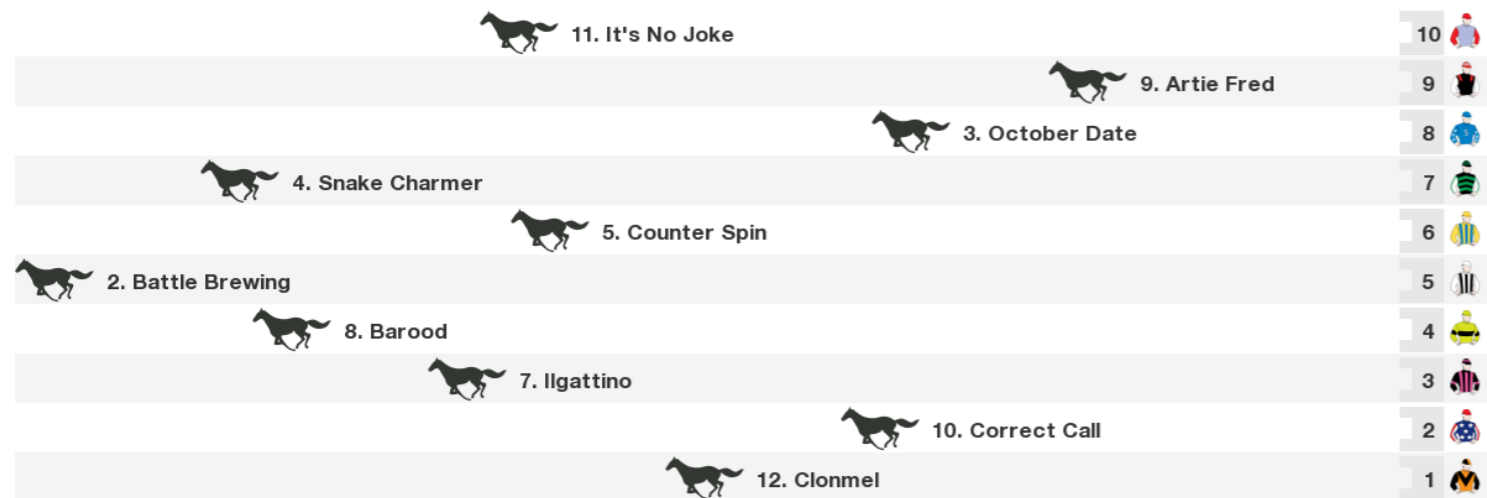 11. It's No Joke 10
9. Artie Fred 9
3. October Date 8
4. Snake Charmer 7
5. Counter Spin 6
2. Battle Brewing 5
8. Barood 4
7. Ilgattino 3
10. Correct Call 2
12. Clonmel 1